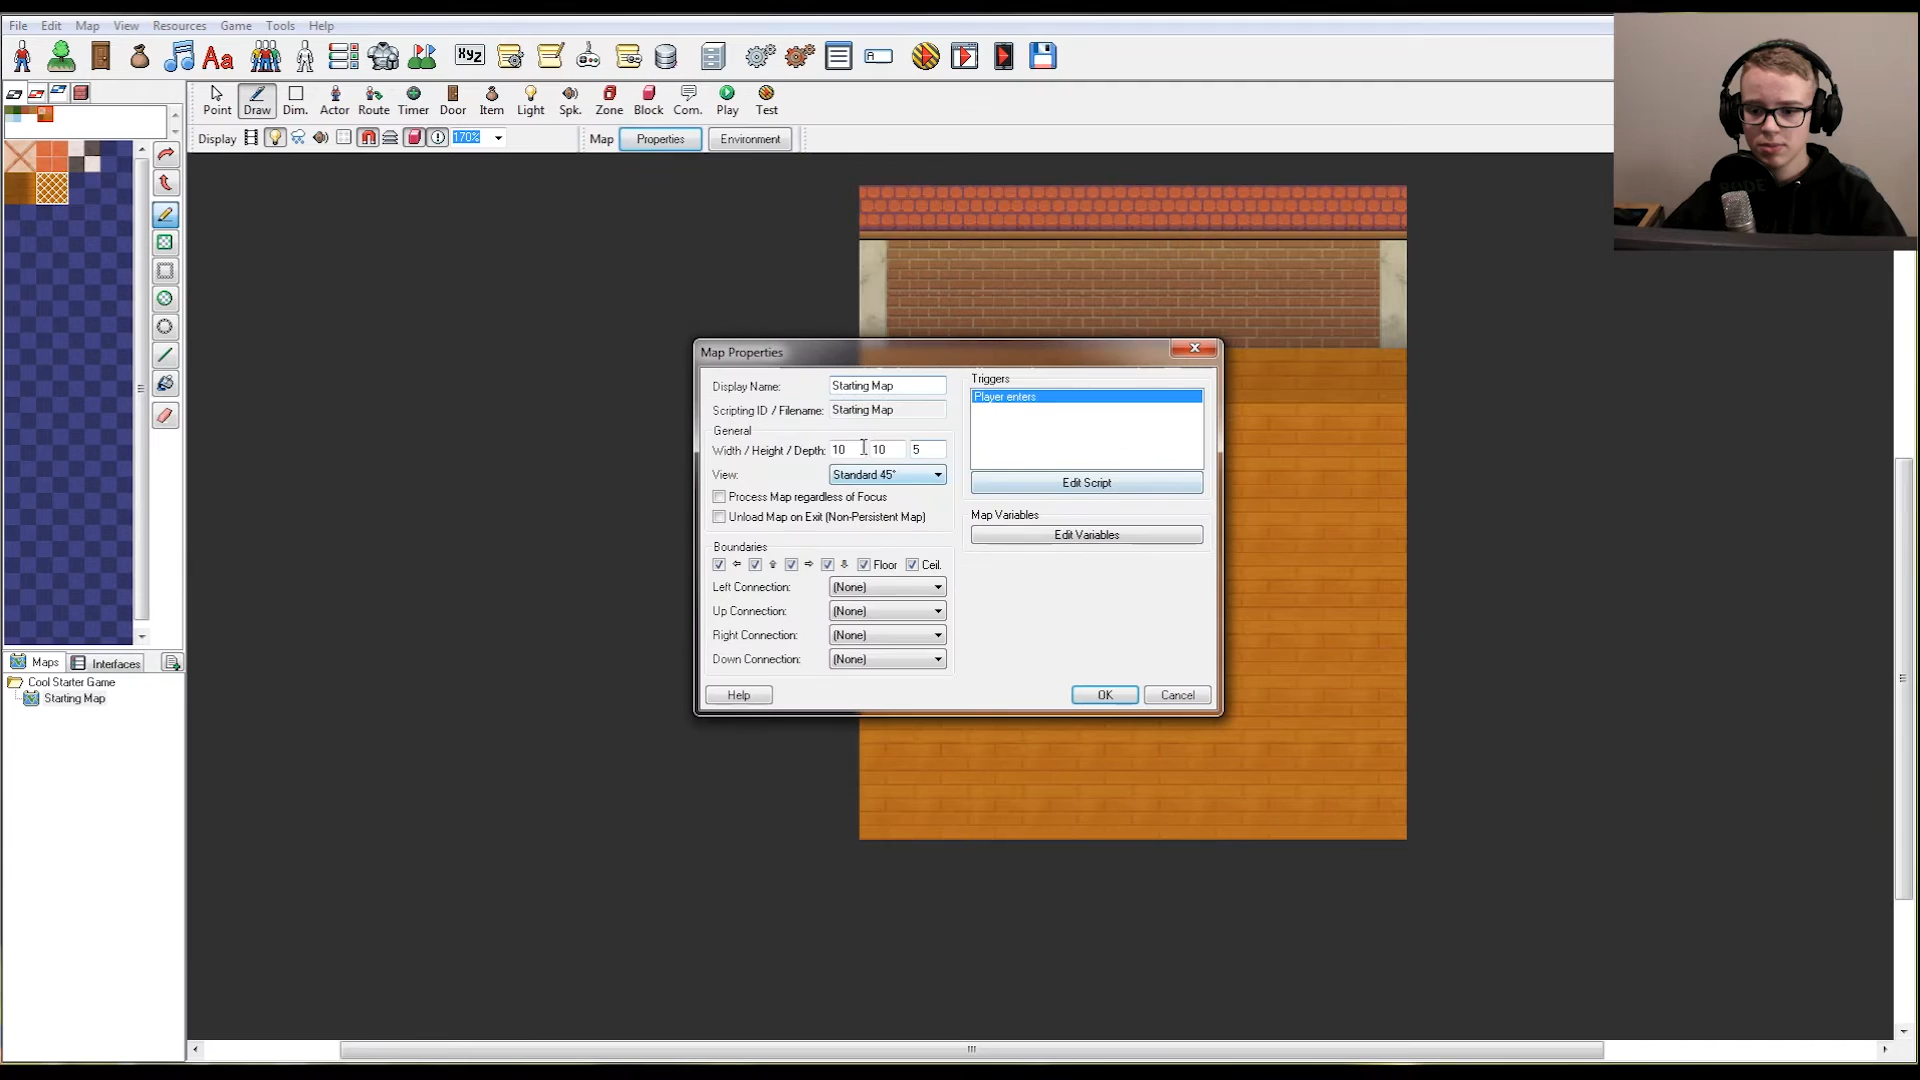 File Edit Map View Resources Game Tools Help
Aa XYZ A
Point Draw Dim. Actor Route Timer Door Item Light Spk. Zone Block Com. Play Test
Display 170% Map Properties Environment
Map Properties
Display Name: Starting Map
Scripting ID / Filename: Starting Map
General
Width / Height / Depth: 10 10 5
View: Standard 45°
Process Map regardless of Focus
Unload Map on Exit (Non-Persistent Map)
Boundaries
Floor Ceil.
Left Connection: (None)
Up Connection: (None)
Right Connection: (None)
Down Connection: (None)
Triggers
Player enters
Edit Script
Map Variables
Edit Variables
Help OK Cancel
Maps Interfaces
Cool Starter Game
Starting Map